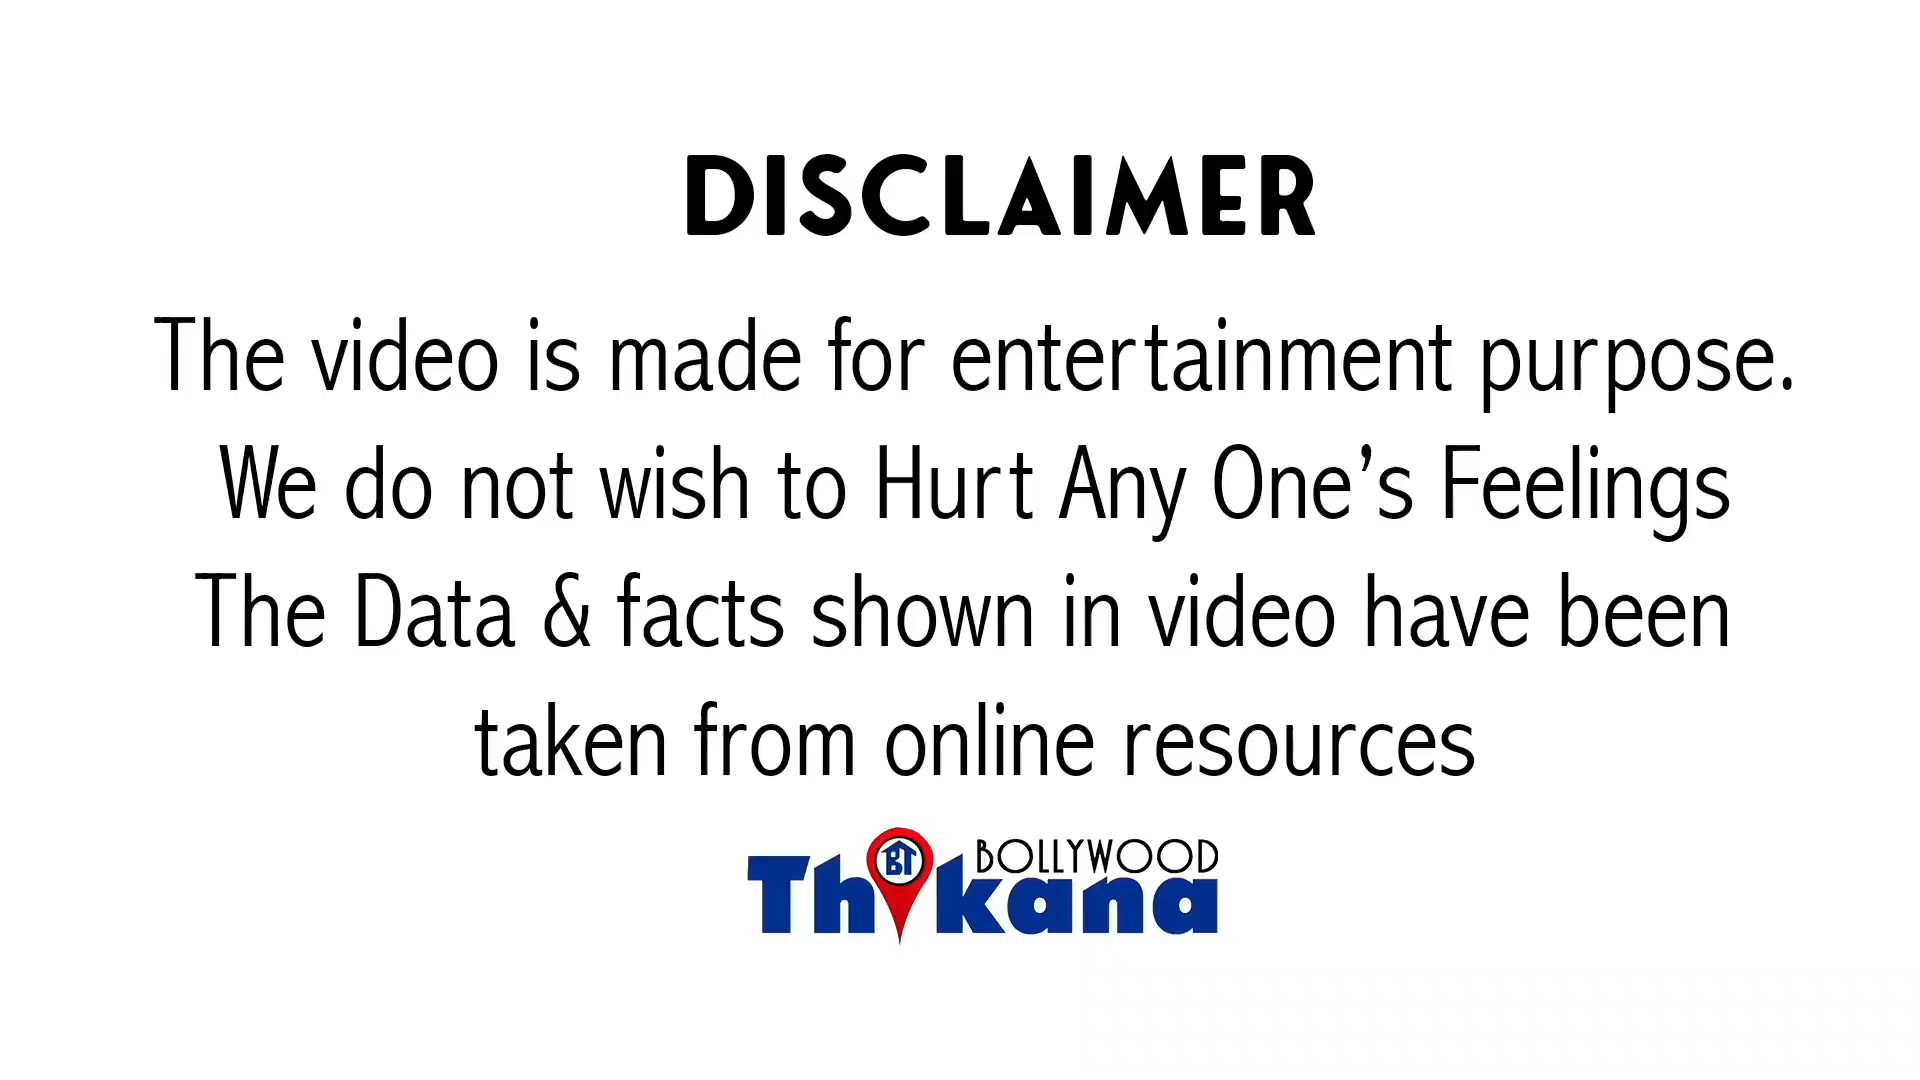 DISCLAIMER
The video is made for entertainment purpose.
We do not wish to Hurt Any One’s Feelings
The Data & facts shown in video have been
taken from online resources
BT
BOLLYWOOD
Thikana